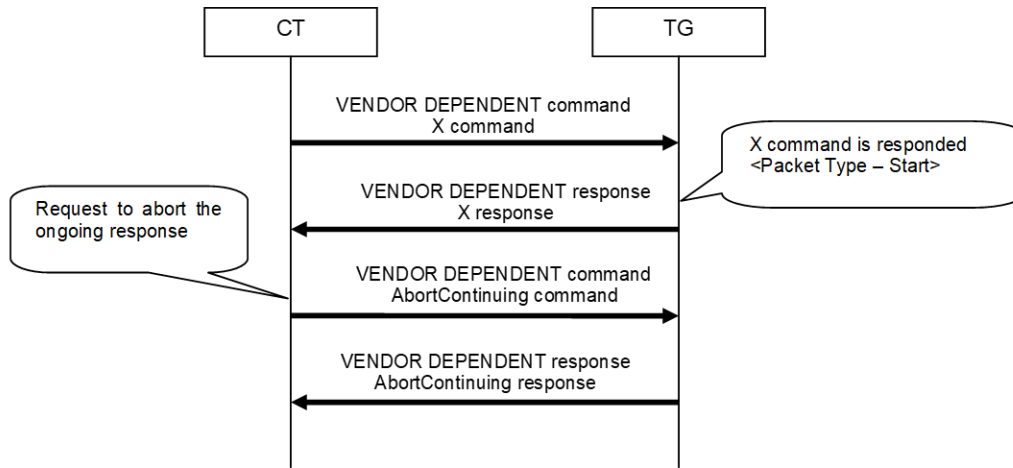 CT
TG
VENDOR DEPENDENT command
X command
X command is responded
<Packet Type – Start>
VENDOR DEPENDENT response
X response
Request to abort the
ongoing response
VENDOR DEPENDENT command
AbortContinuing command
VENDOR DEPENDENT response
AbortContinuing response